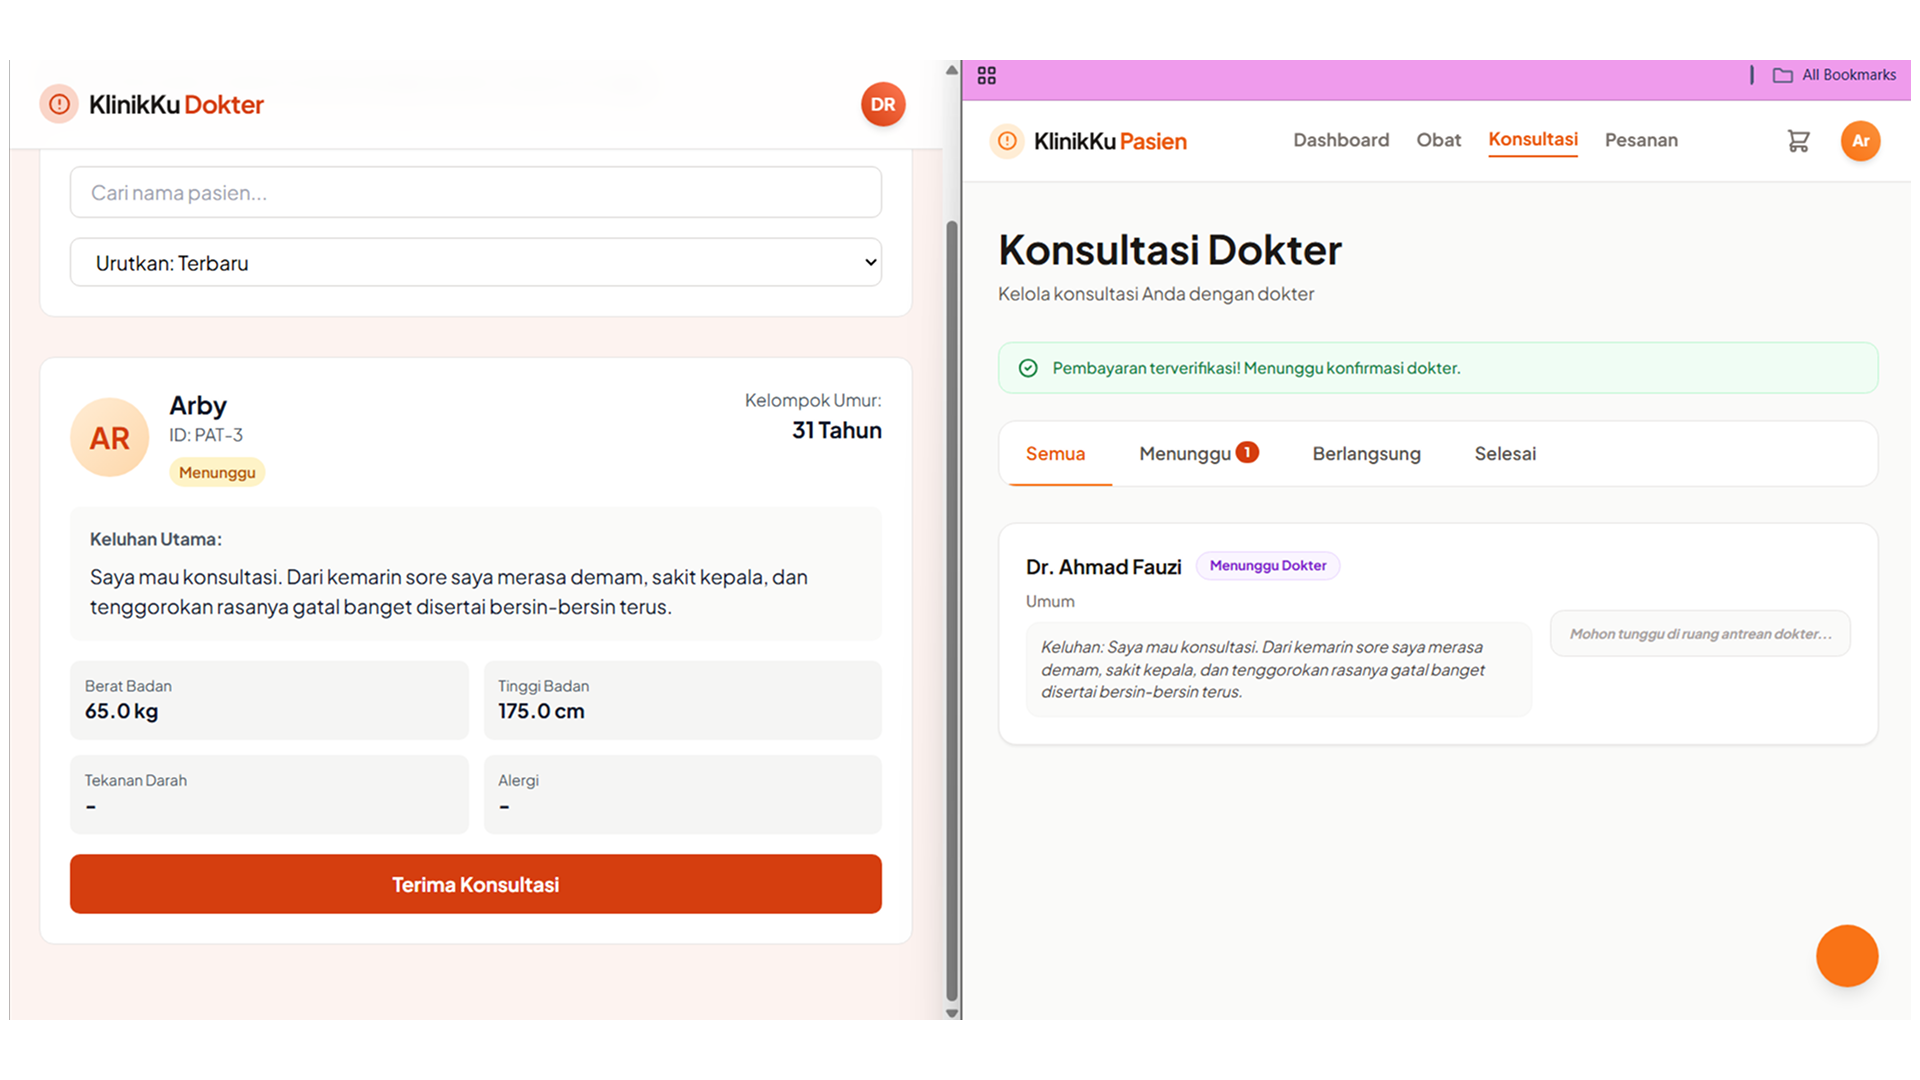 KlinikKu Dokter
DR
Cari nama pasien...
Urutkan: Terbaru
AR
Arby
ID: PAT-3
Menunggu
Kelompok Umur:
31 Tahun
Keluhan Utama:
Saya mau konsultasi. Dari kemarin sore saya merasa demam, sakit kepala, dan
tenggorokan rasanya gatal banget disertai bersin-bersin terus.
Berat Badan
65.0 kg
Tinggi Badan
175.0 cm
Tekanan Darah
-
Alergi
-
Terima Konsultasi
All Bookmarks
KlinikKu Pasien
Dashboard
Obat
Konsultasi
Pesanan
Ar
Konsultasi Dokter
Kelola konsultasi Anda dengan dokter
Pembayaran terverifikasi! Menunggu konfirmasi dokter.
Semua
Menunggu 1
Berlangsung
Selesai
Dr. Ahmad Fauzi
Menunggu Dokter
Umum
Keluhan: Saya mau konsultasi. Dari kemarin sore saya merasa
demam, sakit kepala, dan tenggorokan rasanya gatal banget
disertai bersin-bersin terus.
Mohon tunggu di ruang antrean dokter...